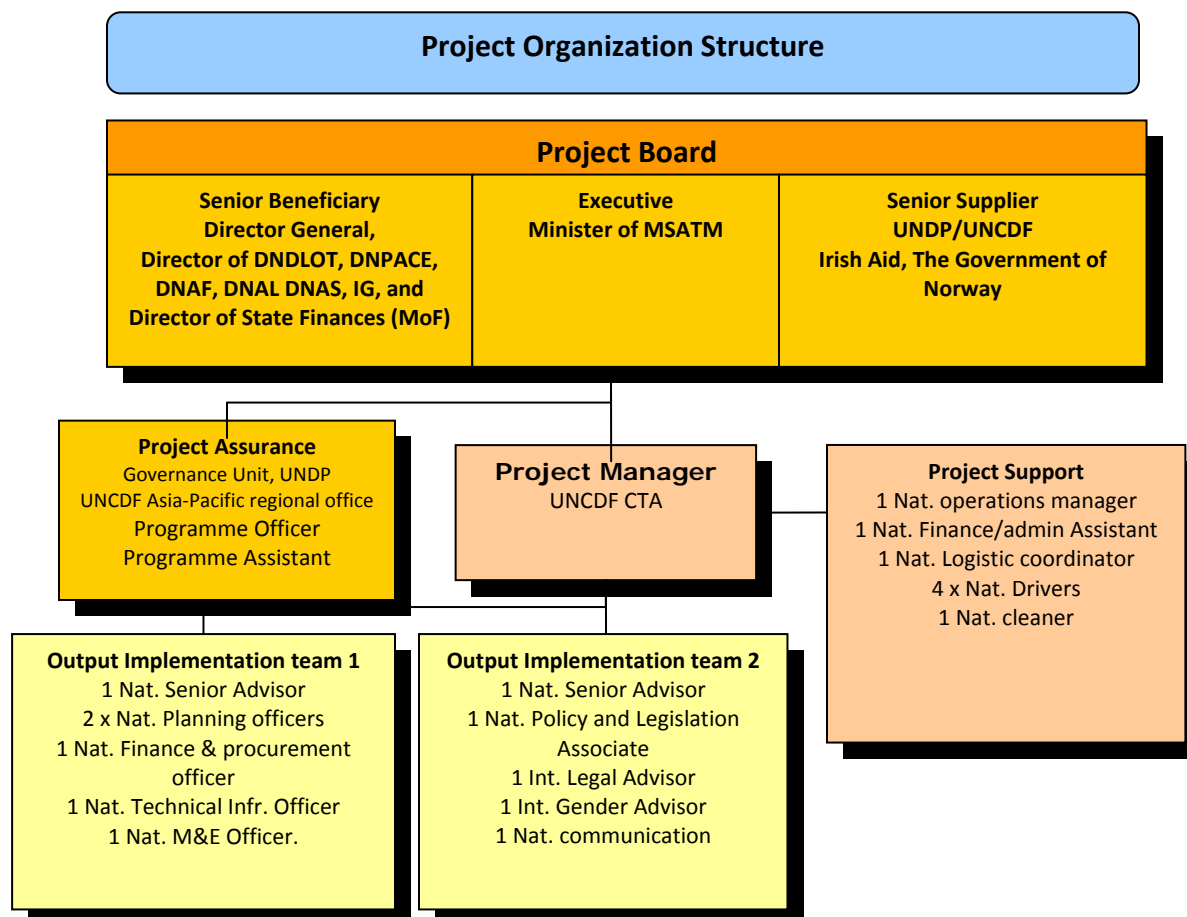 Project Organization Structure
Project Board
Senior Beneficiary
Director General,
Director of DNDLOT, DNPACE,
DNAF, DNAL DNAS, IG, and
Director of State Finances (MoF)
Executive
Minister of MSATM
Senior Supplier
UNDP/UNCDF
Irish Aid, The Government of
Norway
Project Assurance
Governance Unit, UNDP
UNCDF Asia-Pacific regional office
Programme Officer
Programme Assistant
Project Manager
UNCDF CTA
Project Support
1 Nat. operations manager
1 Nat. Finance/admin Assistant
1 Nat. Logistic coordinator
4 x Nat. Drivers
1 Nat. cleaner
Output Implementation team 1
1 Nat. Senior Advisor
2 x Nat. Planning officers
1 Nat. Finance & procurement
officer
1 Nat. Technical Infr. Officer
1 Nat. M&E Officer.
Output Implementation team 2
1 Nat. Senior Advisor
1 Nat. Policy and Legislation
Associate
1 Int. Legal Advisor
1 Int. Gender Advisor
1 Nat. communication